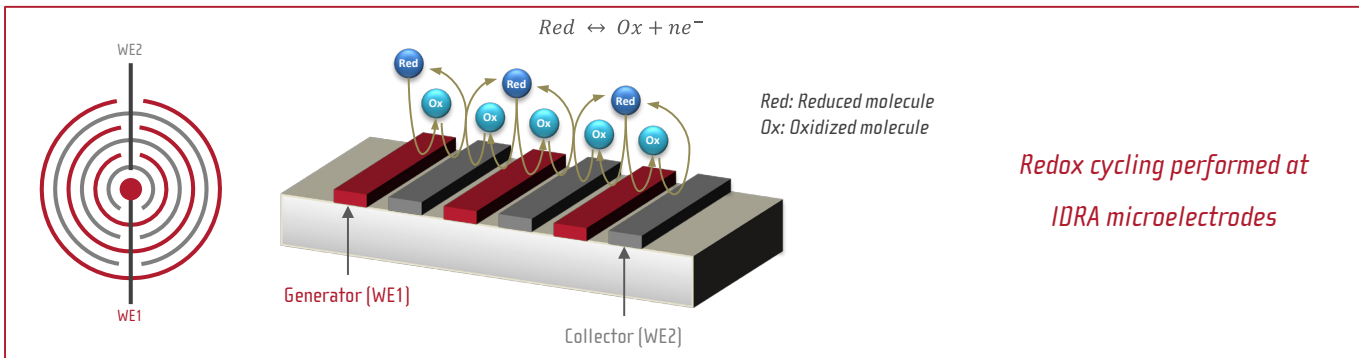 Red ↔ Ox + ne⁻
WE2
WE1
Red
Red
Red
Ox
Ox
Ox
Ox
Ox
Generator (WE1)
Collector (WE2)
Red: Reduced molecule
Ox: Oxidized molecule
Redox cycling performed at
IDRA microelectrodes